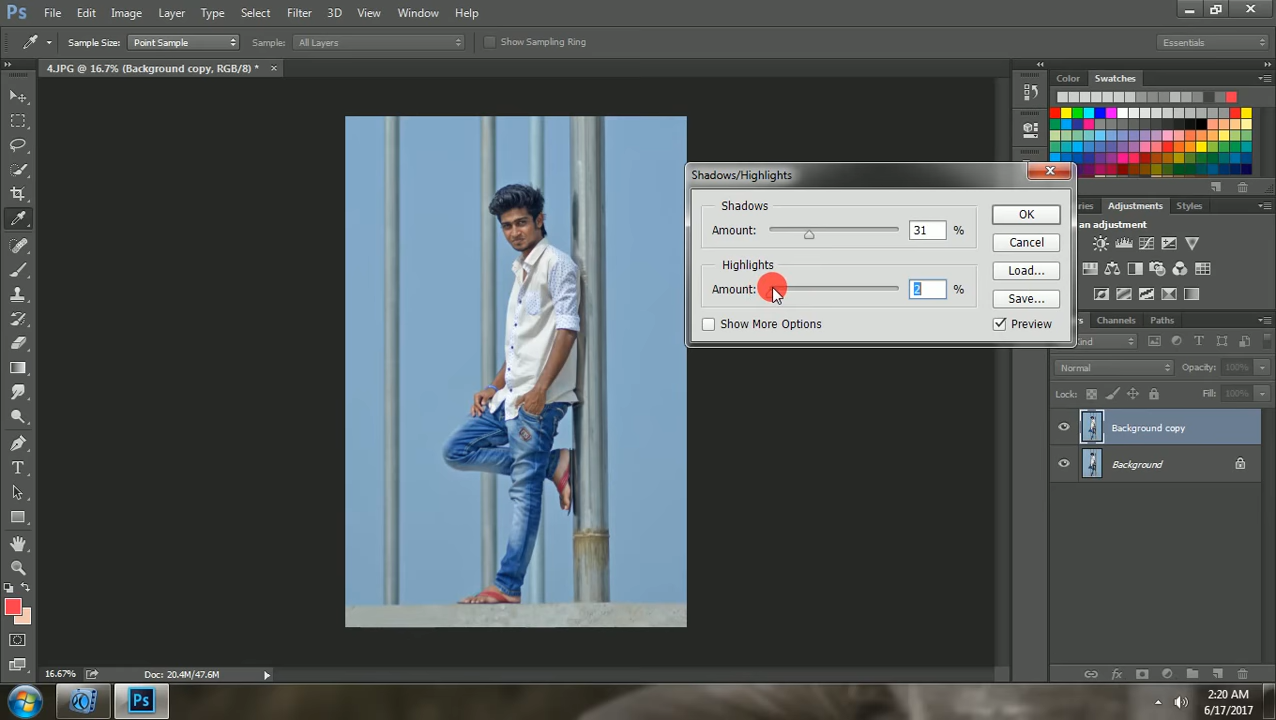 Ps File Edit Image Layer Type Select Filter 3D View Window Help
Sample Size: Point Sample Sample: All Layers Show Sampling Ring Essentials
4.JPG @ 16.7% (Background copy, RGB/8) * ×
Color Swatches
Shadows/Highlights
Shadows
Amount: 31 %
OK
Cancel
Highlights
Amount: 2 %
Load...
Save...
Show More Options
Preview
Adjustments Styles
an adjustment
Channels Paths
Kind
Normal Opacity: 100%
Lock: Fill: 100%
Background copy
Background
16.67% Doc: 20.4M/47.6M
Ps
2:20 AM
6/17/2017